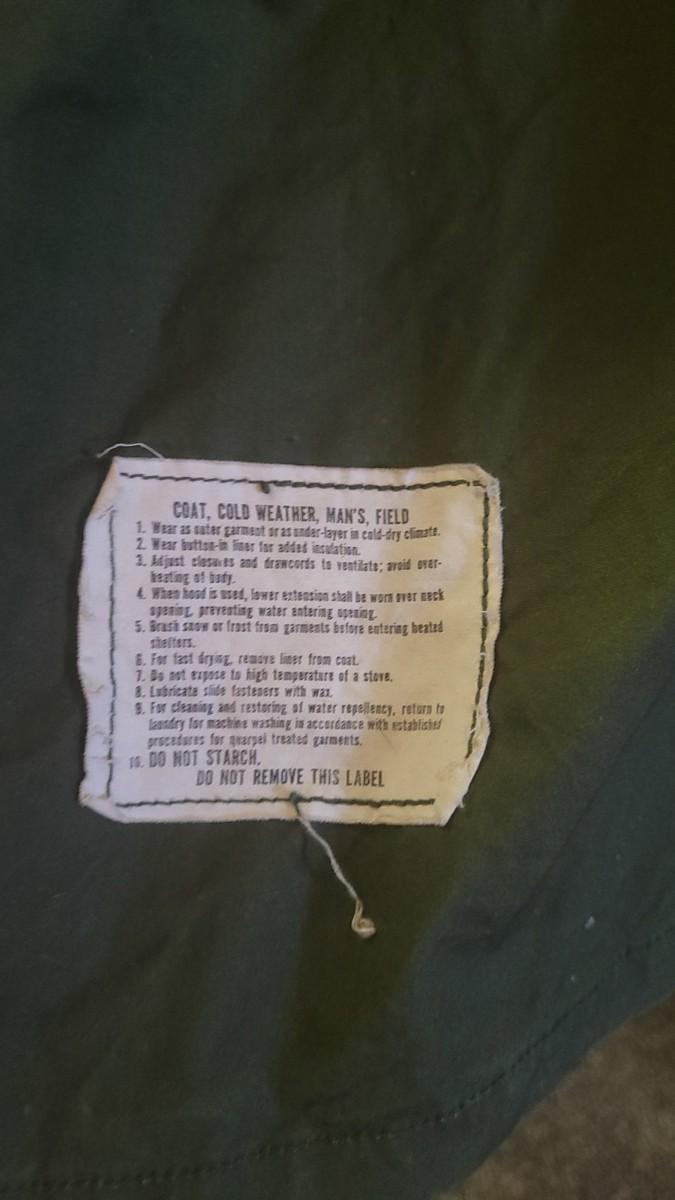 COAT, COLD WEATHER, MAN'S, FIELD
1. Wear as outer garment or as under-layer in cold-dry climate.
2. Wear button-in liner for added insulation.
3. Adjust closures and drawcords to ventilate; avoid over-
heating of body.
4. When hood is used, lower extension shall be worn over neck
opening, preventing water entering opening.
5. Brush snow or frost from garments before entering heated
shelters.
6. For fast drying, remove liner from coat.
7. Do not expose to high temperature of a stove.
8. Lubricate slide fasteners with wax.
9. For cleaning and restoring of water repellency, return to
laundry for machine washing in accordance with established
procedures for quarpel treated garments.
10. DO NOT STARCH.
DO NOT REMOVE THIS LABEL